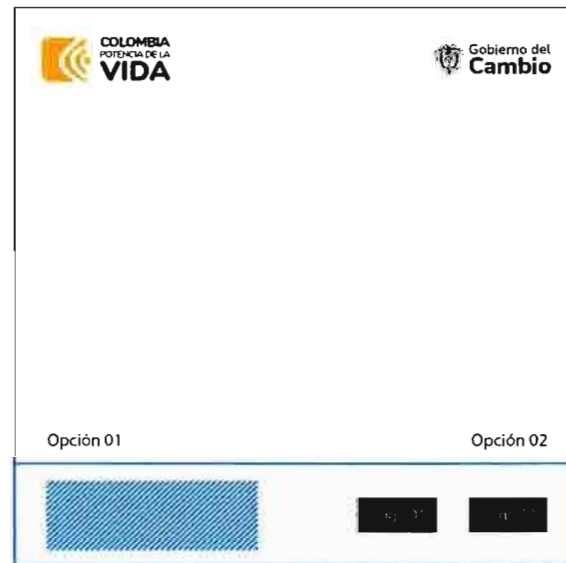 COLOMBIA
POTENCIA DE LA
VIDA
Gobierno del
Cambio
Opción 01
Opción 02